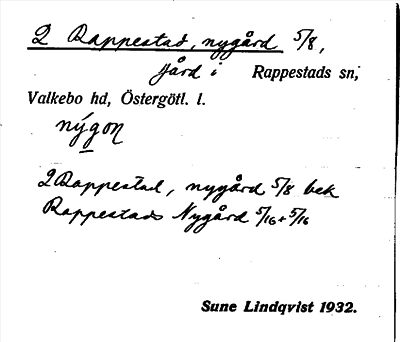 2 Rappestad, nygård 5/8,
gård i Rappestads sn,
Valkebo hd, Östergötl. l.
nýgoṉ
2 Rappestad, nygård 5/8 bek
Rappestads Nygård 5/16 + 5/16
Sune Lindqvist 1932.